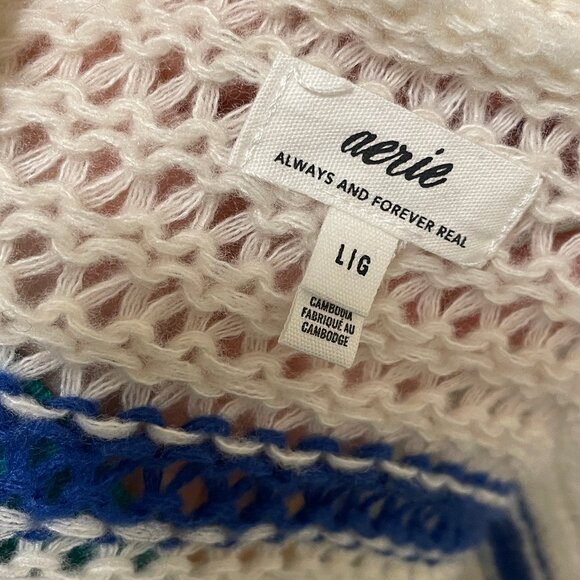 aerie
ALWAYS AND FOREVER REAL
L|G
CAMBODIA
FABRIQUÉ AU
CAMBODGE